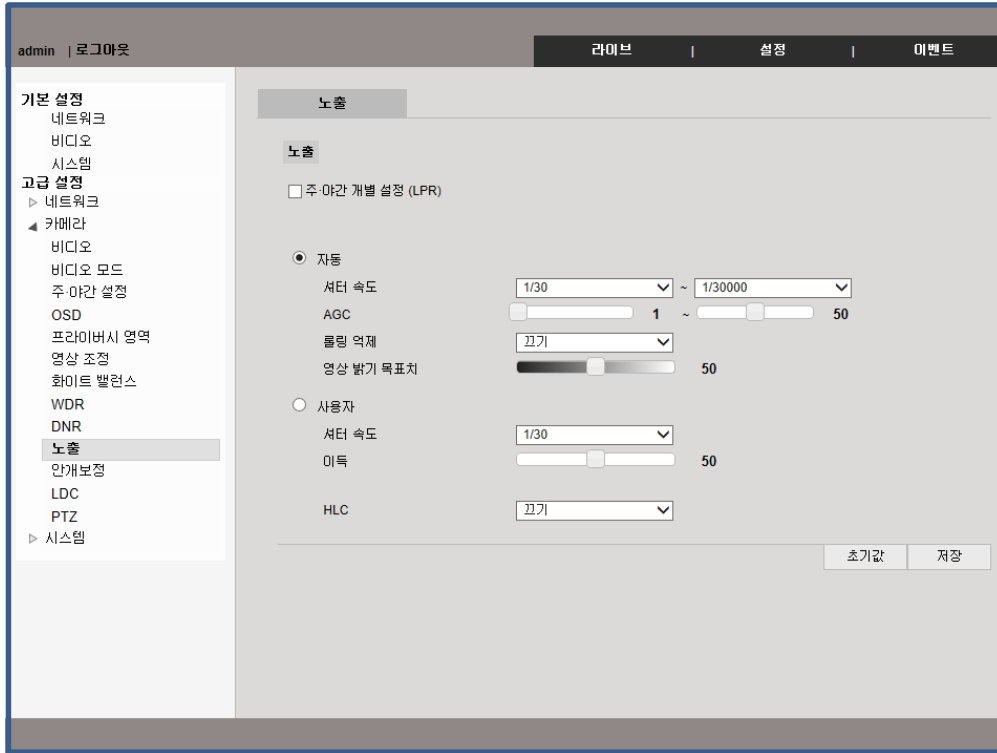 admin | 로그아웃
라이브 | 설정 | 이벤트
기본 설정
네트워크
비디오
시스템
고급 설정
네트워크
카메라
비디오
비디오 모드
주·야간 설정
OSD
프라이버시 영역
영상 조정
화이트 밸런스
WDR
DNR
노출
안개보정
LDC
PTZ
시스템
노출
노출
주·야간 개별 설정 (LPR)
자동
셔터 속도 1/30 ~ 1/30000
AGC 1 ~ 50
롤링 억제 끄기
영상 밝기 목표치 50
사용자
셔터 속도 1/30
이득 50
HLC 끄기
초기값 저장